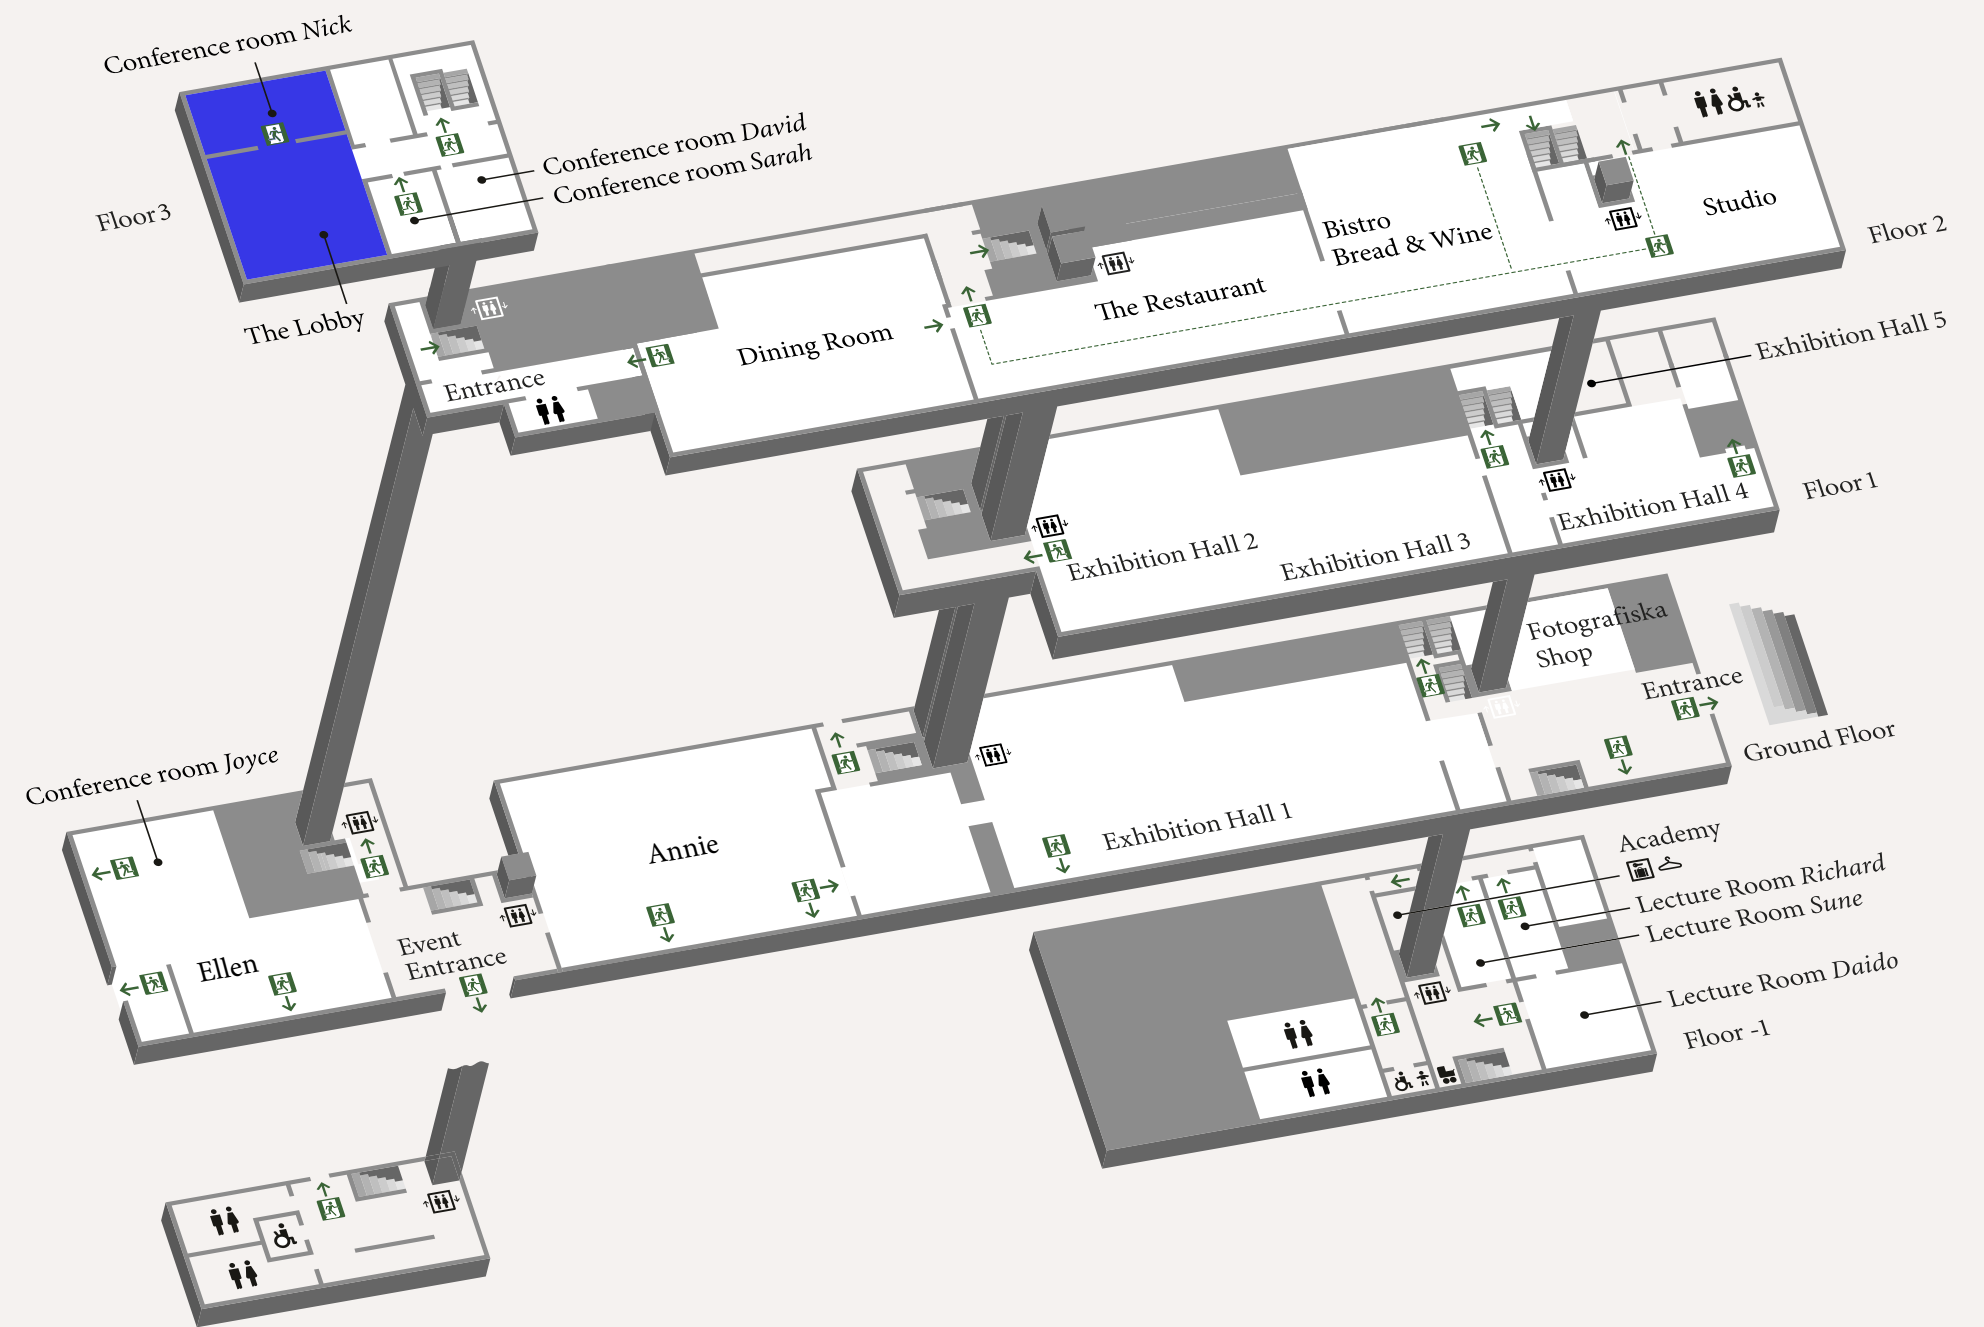 Conference room Nick
Conference room David
Conference room Sarah
Floor 3
The Lobby
Entrance
Dining Room
The Restaurant
Bistro
Bread & Wine
Studio
Floor 2
Exhibition Hall 5
Exhibition Hall 2
Exhibition Hall 3
Exhibition Hall 4
Floor 1
Fotografiska
Shop
Entrance
Ground Floor
Conference room Joyce
Annie
Exhibition Hall 1
Ellen
Event
Entrance
Academy
Lecture Room Richard
Lecture Room Sune
Lecture Room Daido
Floor -1